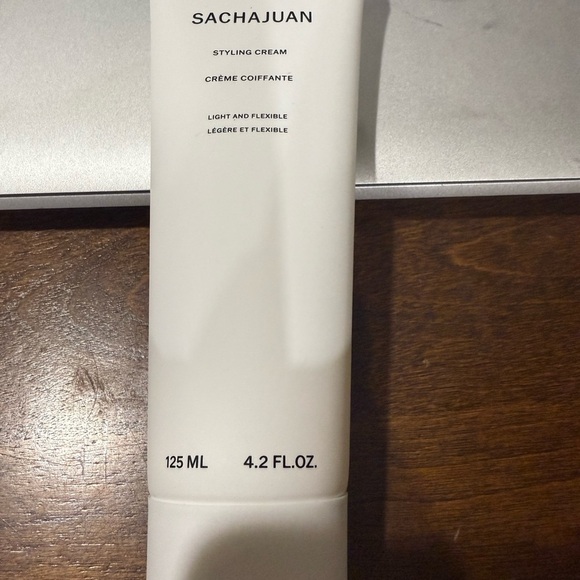 SACHAJUAN
STYLING CREAM
CRÈME COIFFANTE
LIGHT AND FLEXIBLE
LÉGÈRE ET FLEXIBLE
125 ML 4.2 FL.OZ.